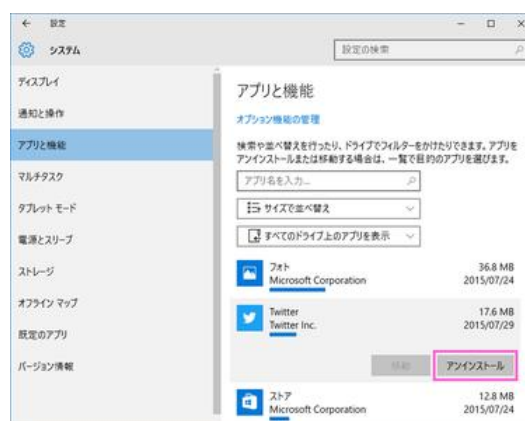 設定
システム
設定の検索
ディスプレイ
通知と操作
アプリと機能
マルチタスク
タブレット モード
電源とスリープ
ストレージ
オフライン マップ
既定のアプリ
バージョン情報
アプリと機能
オプション機能の管理
検索や並べ替えを行ったり、ドライブでフィルターをかけたりできます。アプリを
アンインストールまたは移動する場合は、一覧で目的のアプリを選びます。
アプリ名を入力...
サイズで並べ替え
すべてのドライブ上のアプリを表示
フォト 36.8 MB
Microsoft Corporation 2015/07/24
Twitter 17.6 MB
Twitter Inc. 2015/07/29
移動 アンインストール
ストア 12.8 MB
Microsoft Corporation 2015/07/24